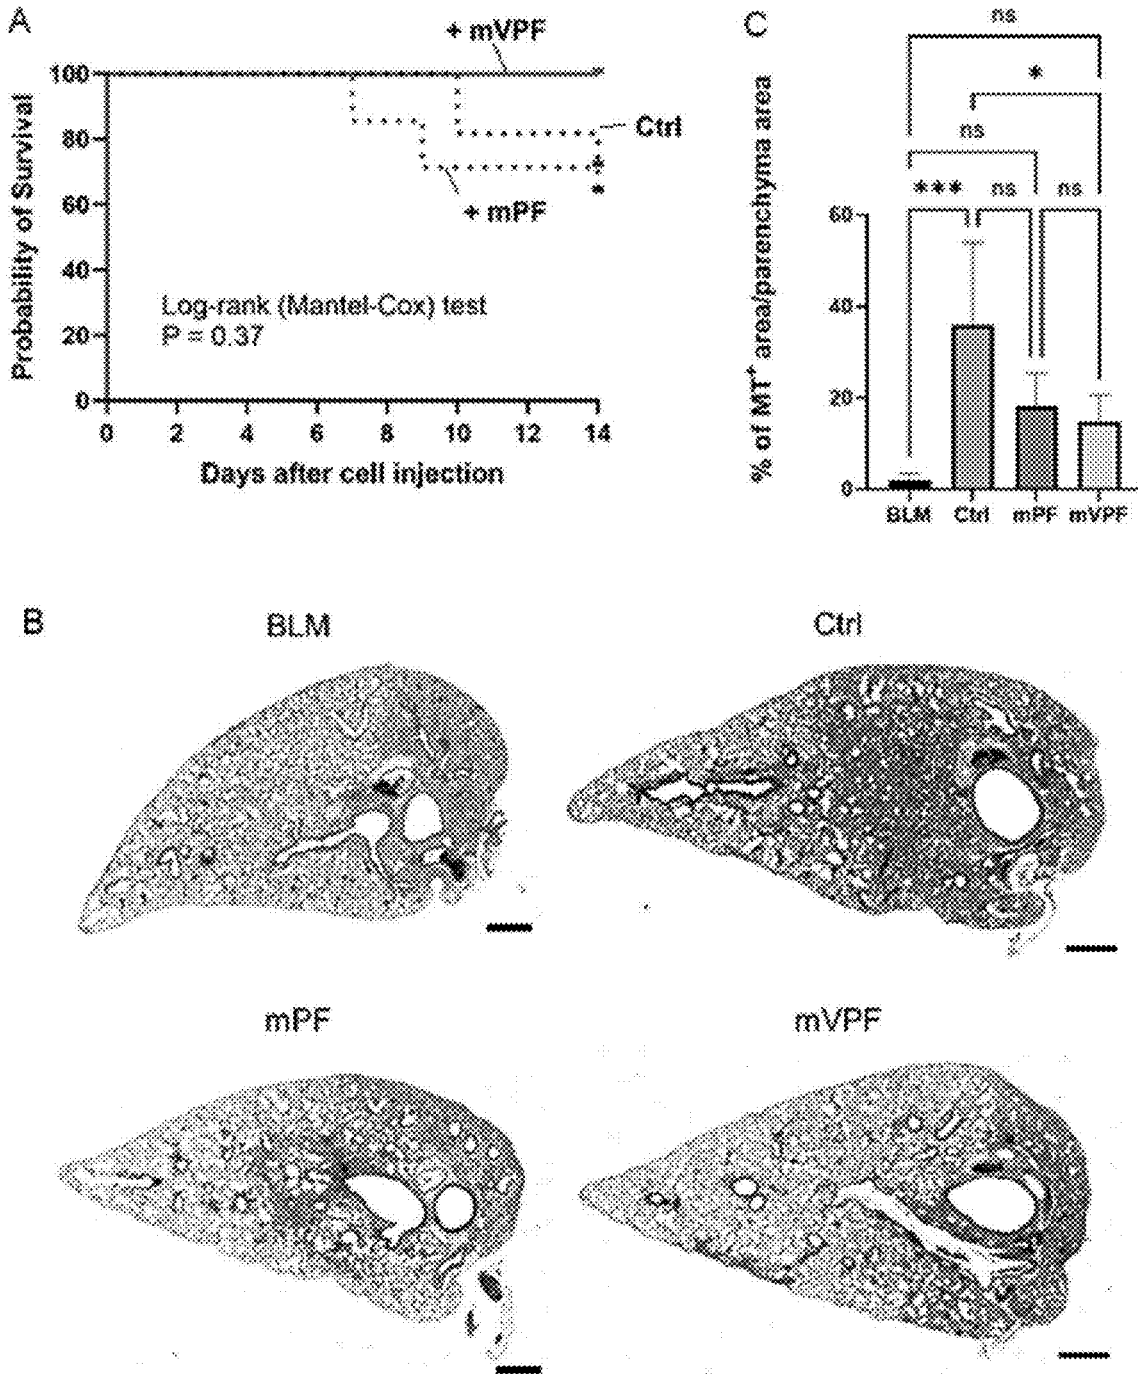 A
+ mVPF
100
80
60
40
20
0
Probability of Survival
Ctrl
+ mPF
Log-rank (Mantel-Cox) test
P = 0.37
0 2 4 6 8 10 12 14
Days after cell injection
C
ns
*
ns
*** ns ns
% of MT⁺ area/parenchyma area
60
40
20
0
BLM Ctrl mPF mVPF
B
BLM Ctrl
mPF mVPF